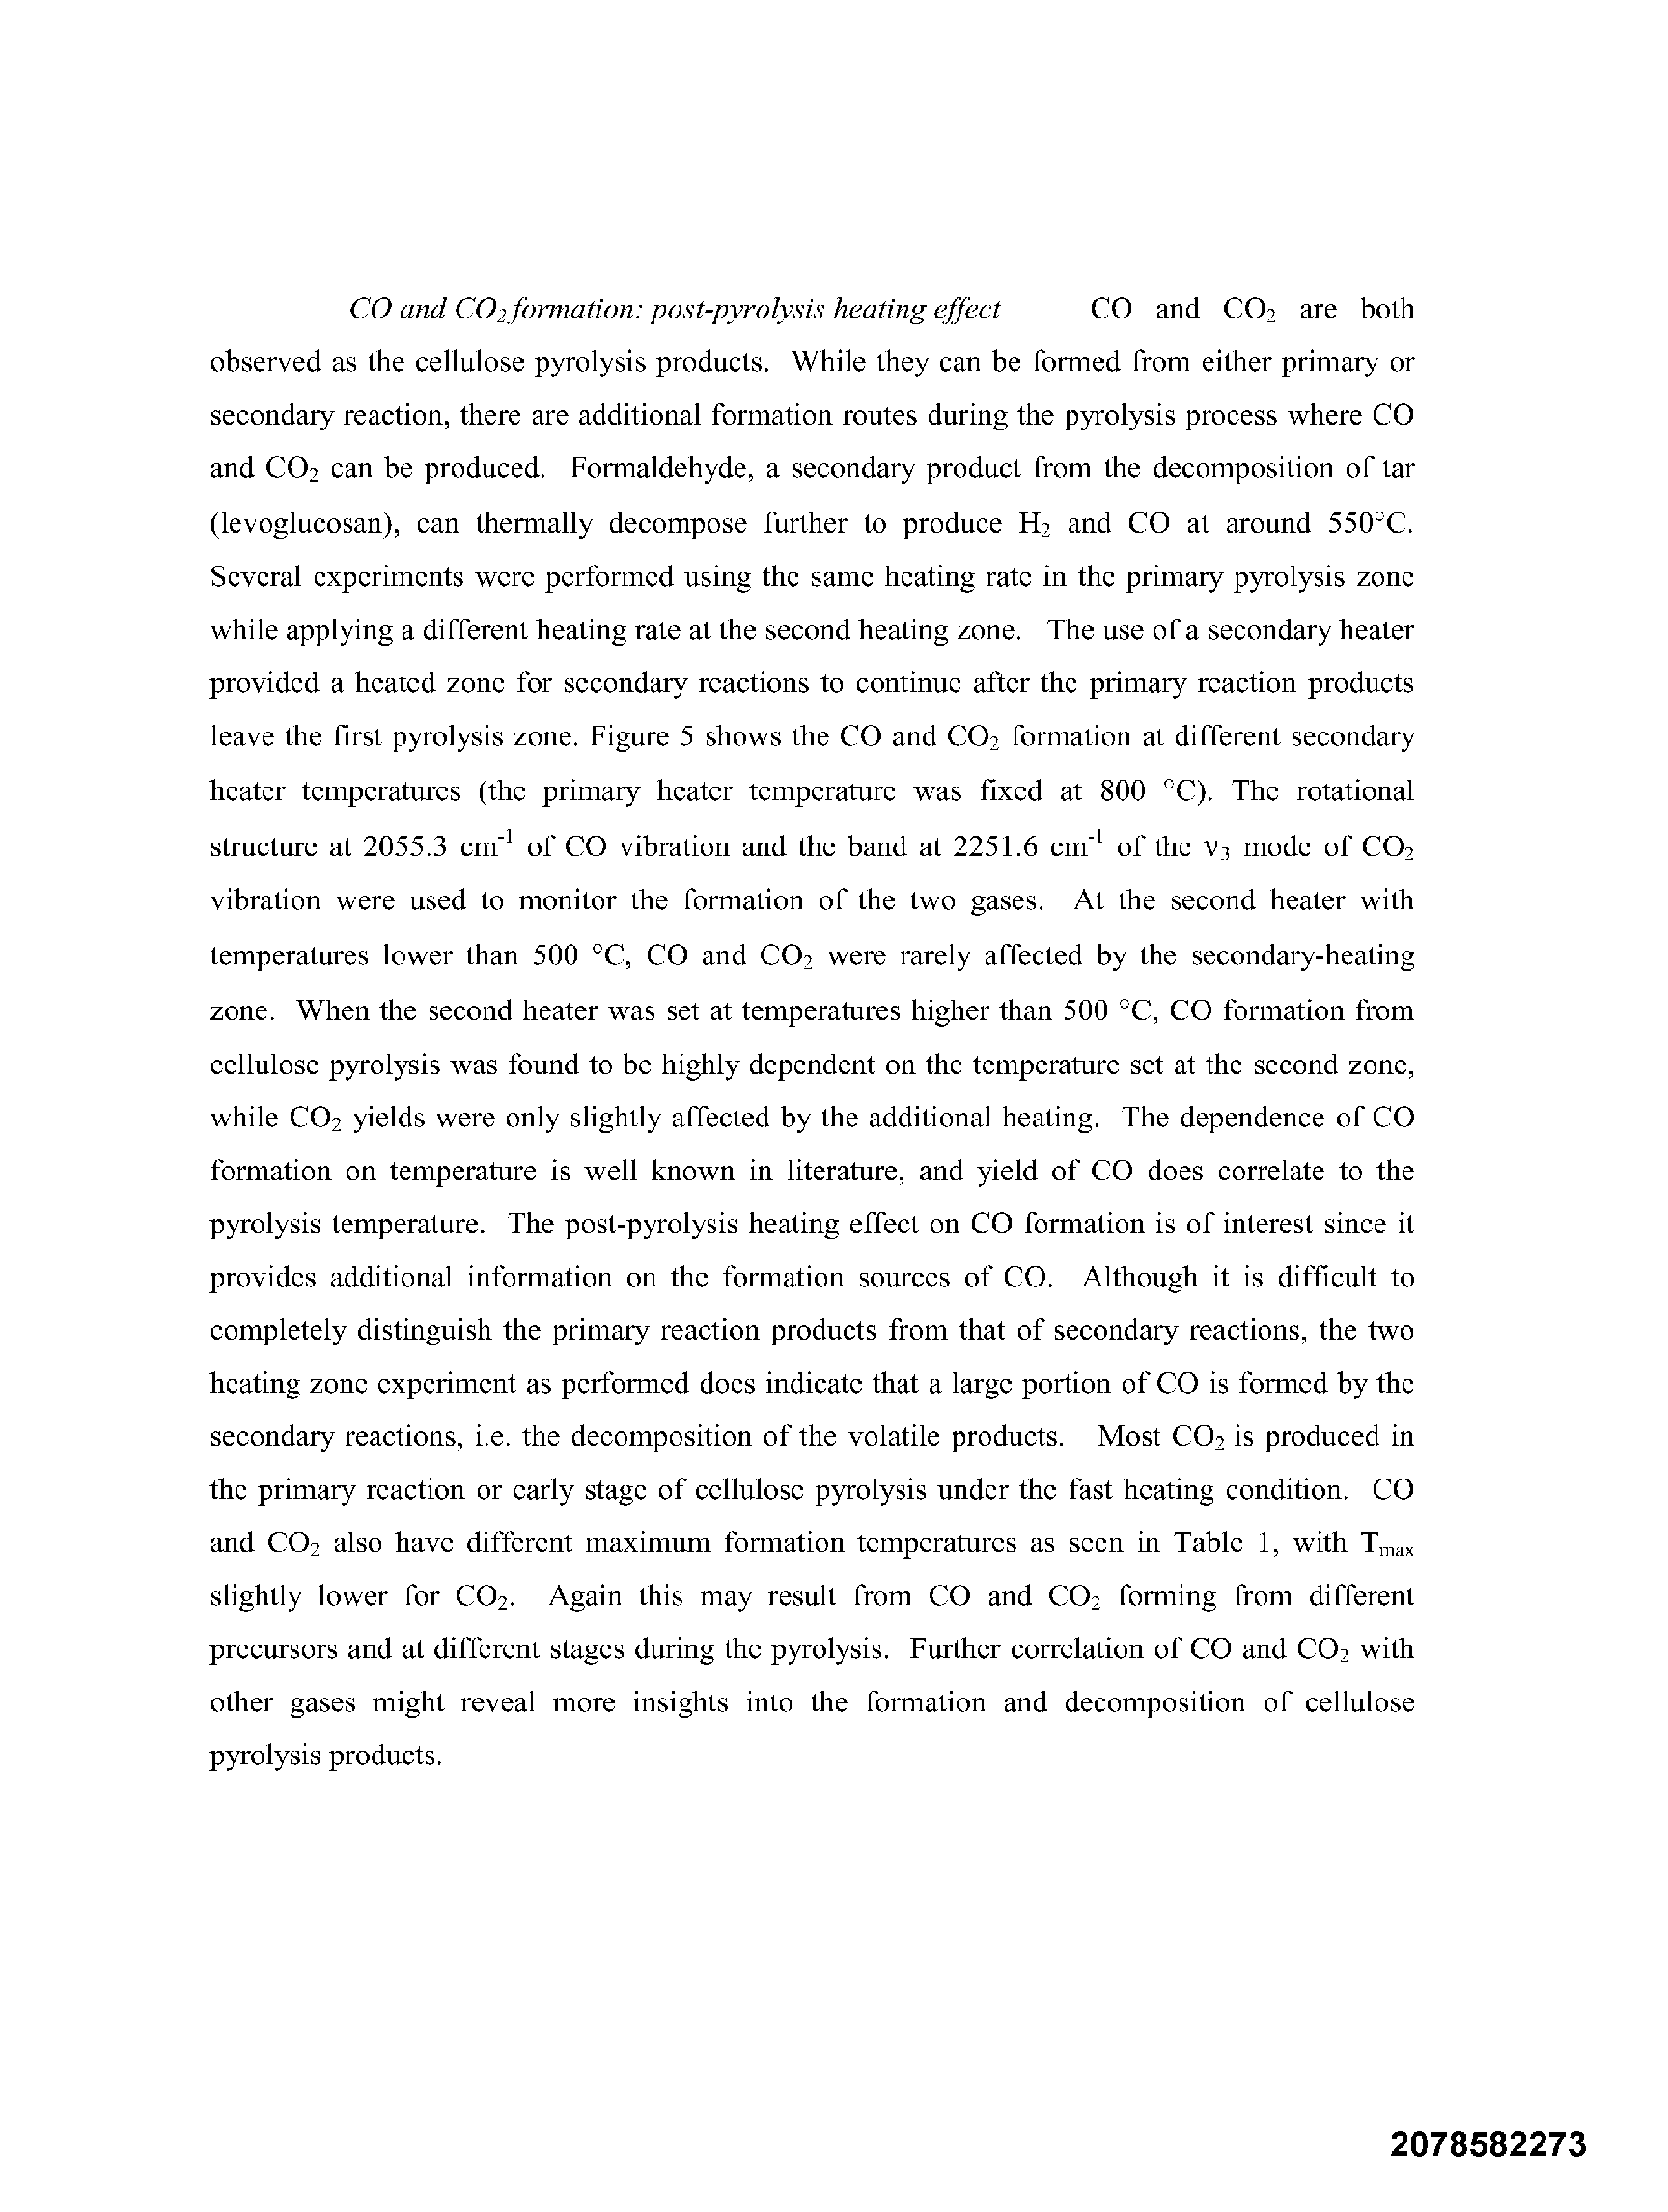 CO and CO₂ formation: post-pyrolysis heating effect CO and CO₂ are both
observed as the cellulose pyrolysis products. While they can be formed from either primary or
secondary reaction, there are additional formation routes during the pyrolysis process where CO
and CO₂ can be produced. Formaldehyde, a secondary product from the decomposition of tar
(levoglucosan), can thermally decompose further to produce H₂ and CO at around 550°C.
Several experiments were performed using the same heating rate in the primary pyrolysis zone
while applying a different heating rate at the second heating zone. The use of a secondary heater
provided a heated zone for secondary reactions to continue after the primary reaction products
leave the first pyrolysis zone. Figure 5 shows the CO and CO₂ formation at different secondary
heater temperatures (the primary heater temperature was fixed at 800 °C). The rotational
structure at 2055.3 cm⁻¹ of CO vibration and the band at 2251.6 cm⁻¹ of the ν₃ mode of CO₂
vibration were used to monitor the formation of the two gases. At the second heater with
temperatures lower than 500 °C, CO and CO₂ were rarely affected by the secondary-heating
zone. When the second heater was set at temperatures higher than 500 °C, CO formation from
cellulose pyrolysis was found to be highly dependent on the temperature set at the second zone,
while CO₂ yields were only slightly affected by the additional heating. The dependence of CO
formation on temperature is well known in literature, and yield of CO does correlate to the
pyrolysis temperature. The post-pyrolysis heating effect on CO formation is of interest since it
provides additional information on the formation sources of CO. Although it is difficult to
completely distinguish the primary reaction products from that of secondary reactions, the two
heating zone experiment as performed does indicate that a large portion of CO is formed by the
secondary reactions, i.e. the decomposition of the volatile products. Most CO₂ is produced in
the primary reaction or early stage of cellulose pyrolysis under the fast heating condition. CO
and CO₂ also have different maximum formation temperatures as seen in Table 1, with Tmax
slightly lower for CO₂. Again this may result from CO and CO₂ forming from different
precursors and at different stages during the pyrolysis. Further correlation of CO and CO₂ with
other gases might reveal more insights into the formation and decomposition of cellulose
pyrolysis products.
2078582273